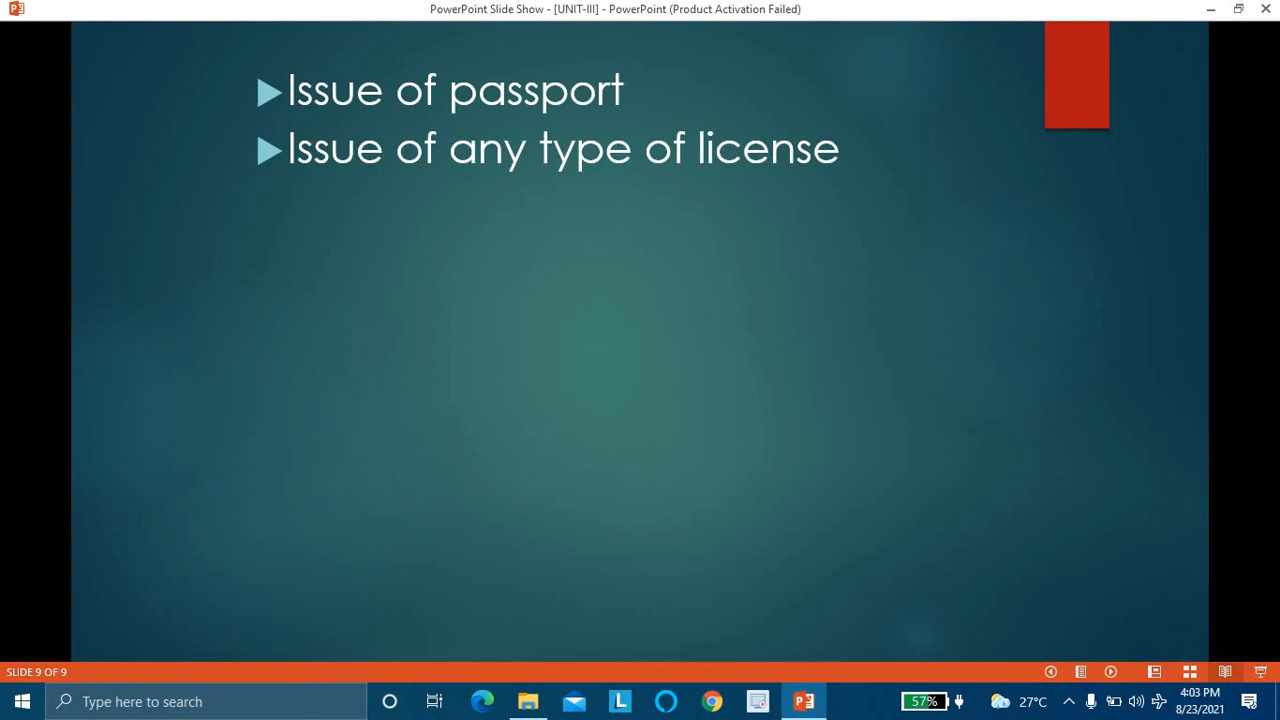 PowerPoint Slide Show - [UNIT-III] - PowerPoint (Product Activation Failed)
Issue of passport
Issue of any type of license
SLIDE 9 OF 9
Type here to search
L
57%
27°C
4:03 PM
8/23/2021